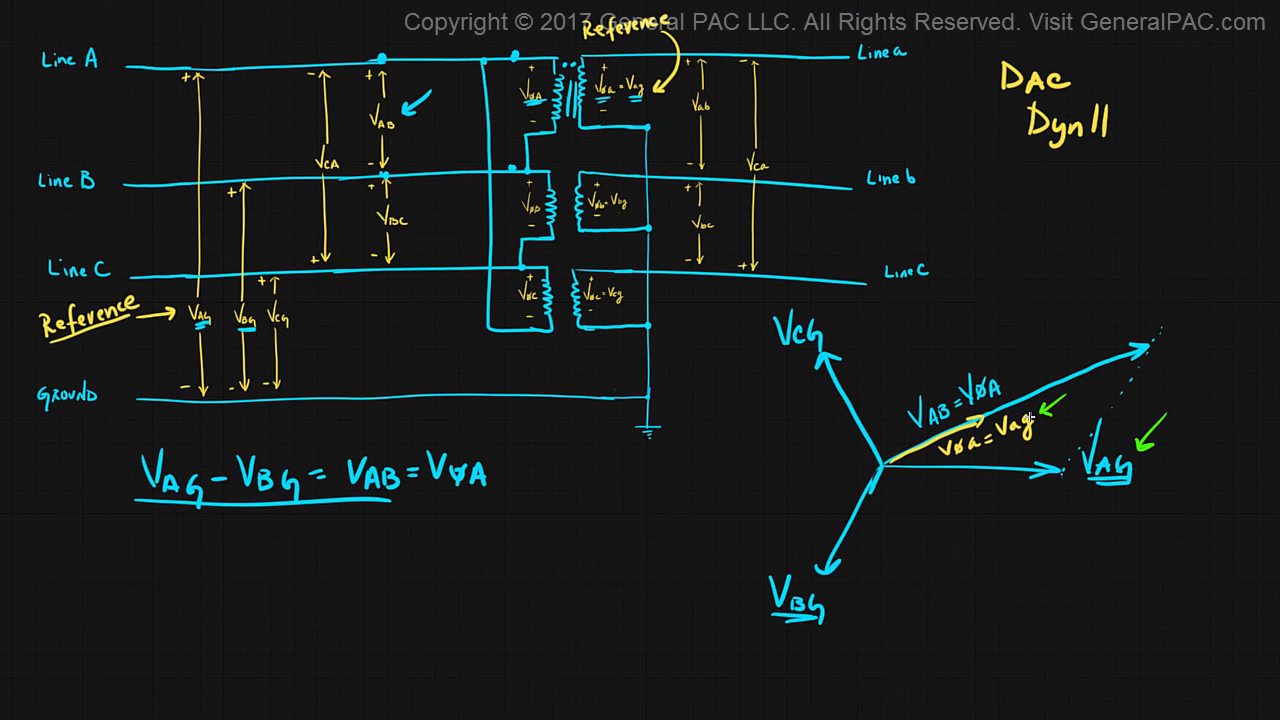 Copyright © 2017 General PAC LLC. All Rights Reserved. Visit GeneralPAC.com
Reference
Line A
Line a
DAC
Dyn11
+ - + + + + -
VØA
VØa = Vag
VAB
Vab
VCA
Vca
Line B
Line b
VØB
VØb = Vbg
VBC
Vbc
Line C
Line C
VØC
VØc = Vcg
Reference
VAG
VBG
VCG
GROUND
VAG - VBG = VAB = VØA
VCG
VAB = VØA
VØa = Vag
VAG
VBG